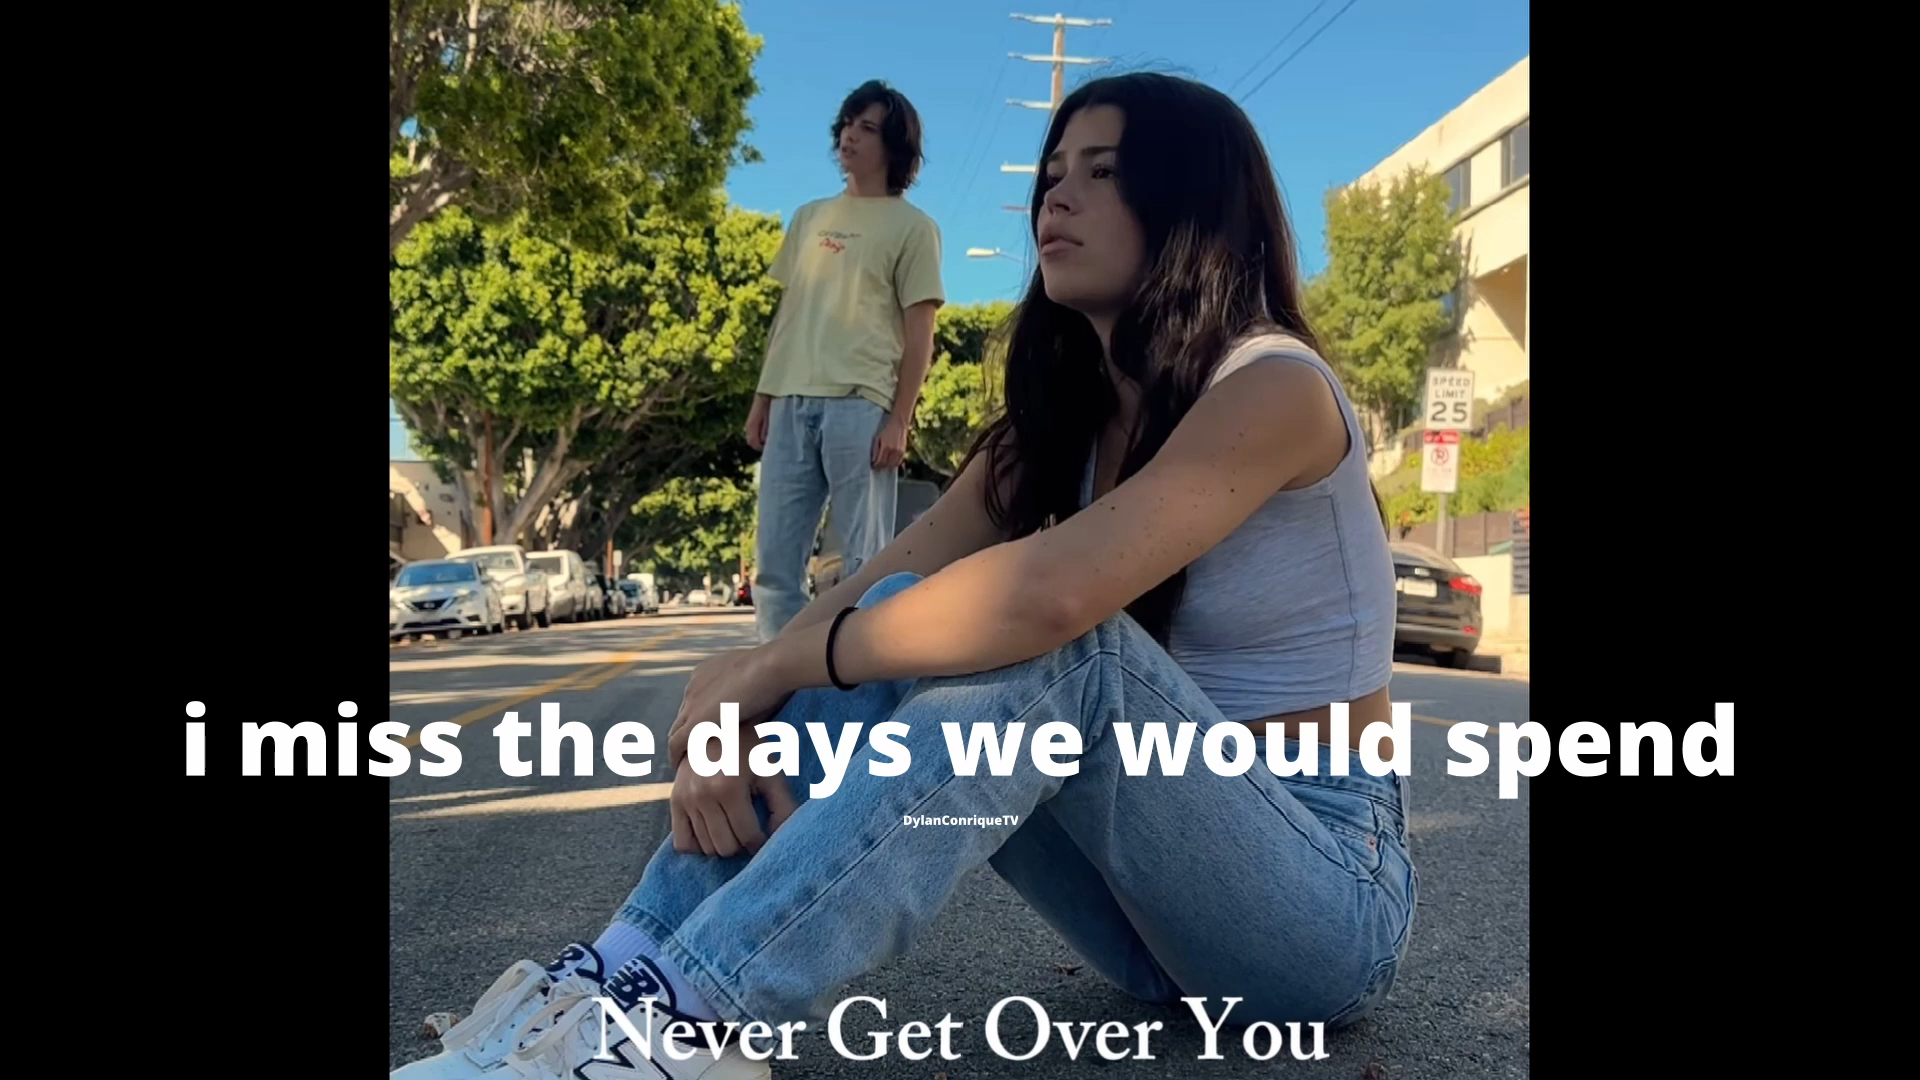 SPEED
LIMIT
25
i miss the days we would spend
DylanConriqueTV
Never Get Over You